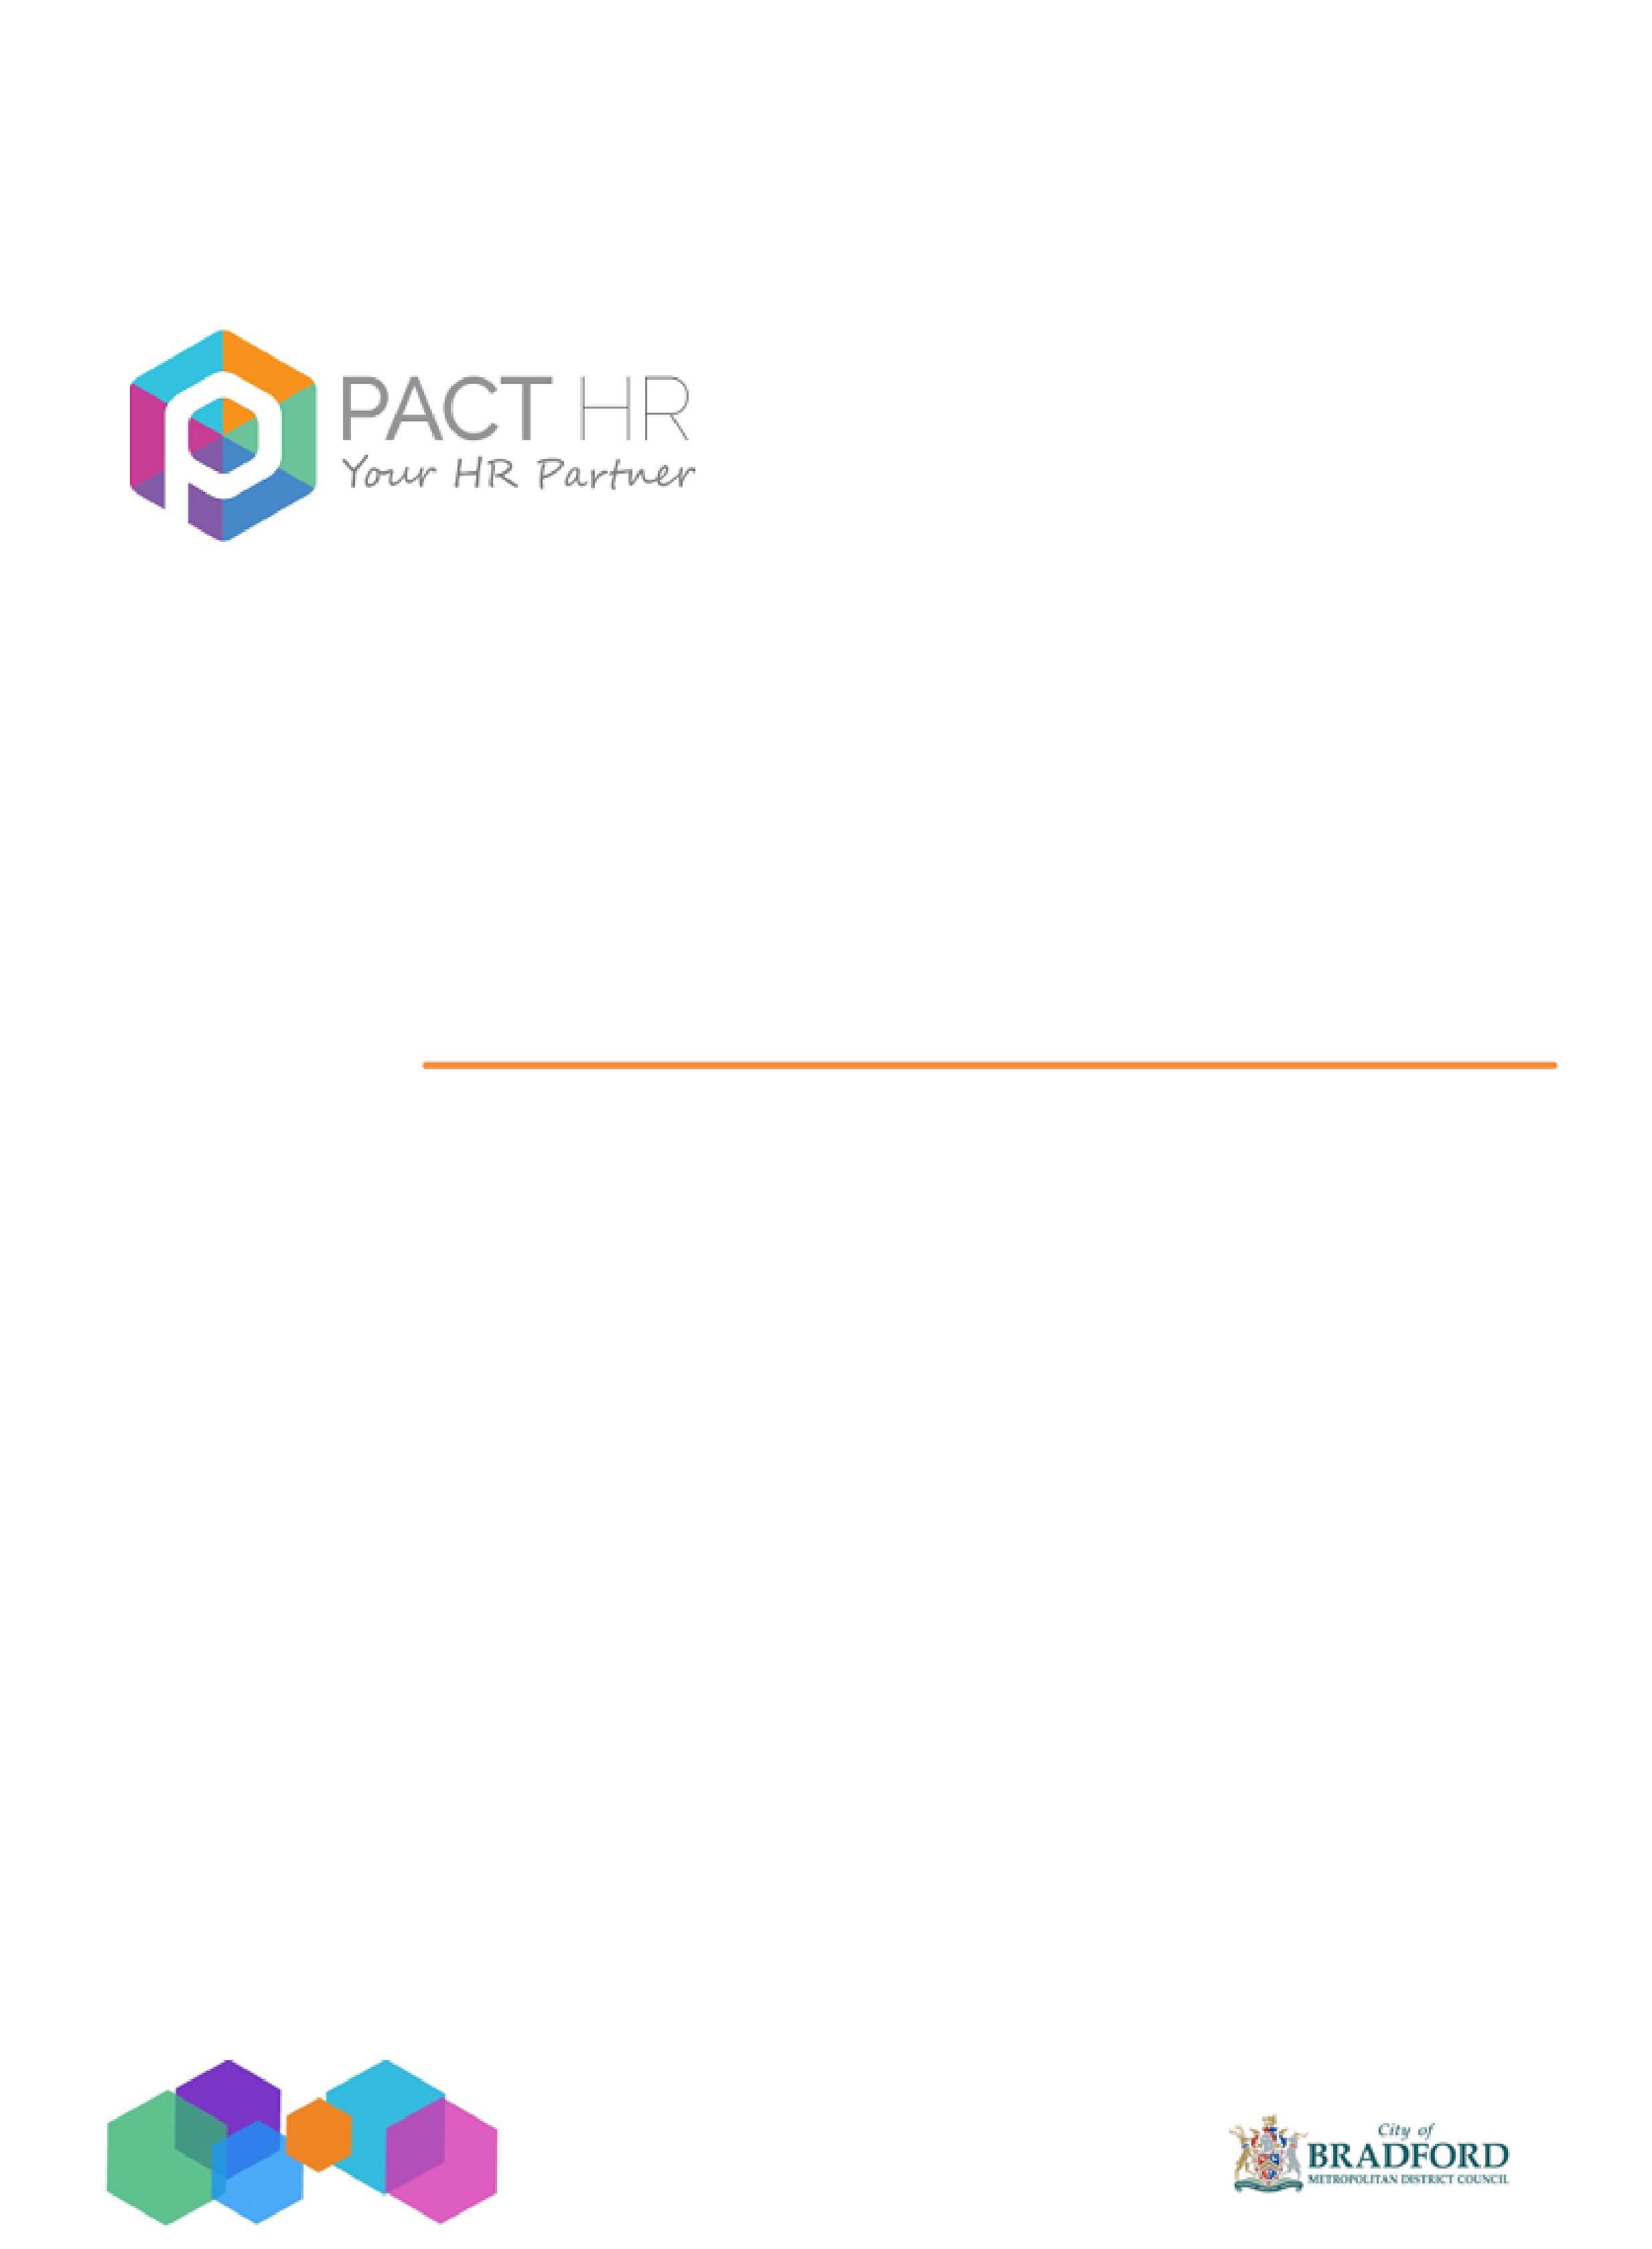 PACT HR
Your HR Partner
City of
BRADFORD
METROPOLITAN DISTRICT COUNCIL